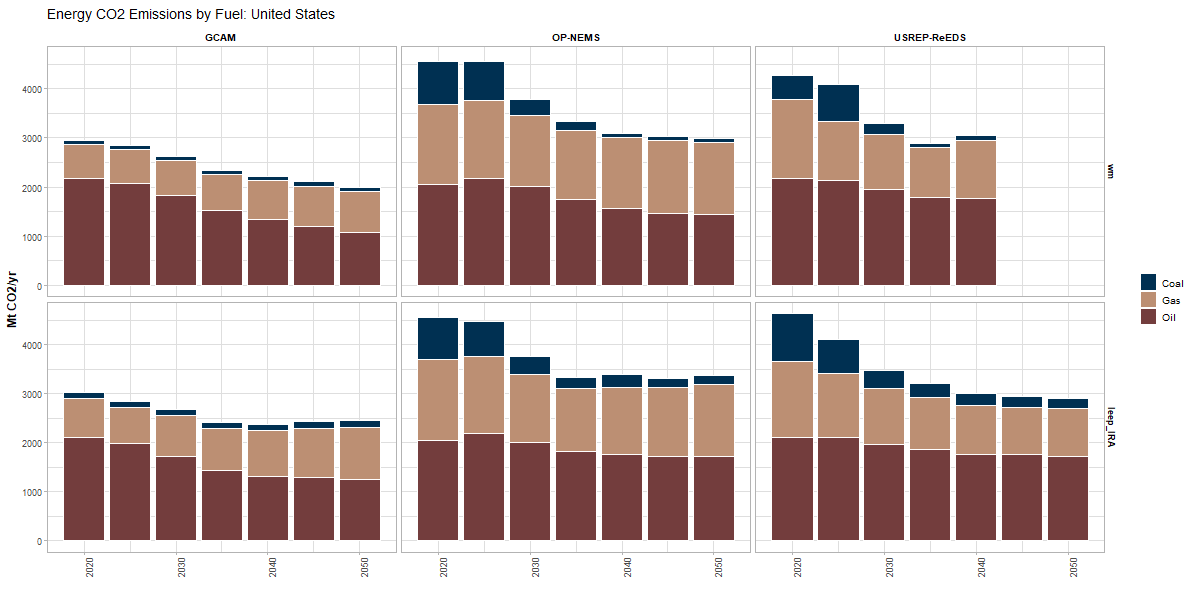 Energy CO2 Emissions by Fuel: United States
GCAM
OP-NEMS
USREP-ReEDS
Mt CO2/yr
4000
3000
2000
1000
0
wm
4000
3000
2000
1000
0
leep_IRA
2020
2030
2040
2050
2020
2030
2040
2050
2020
2030
2040
2050
Coal
Gas
Oil